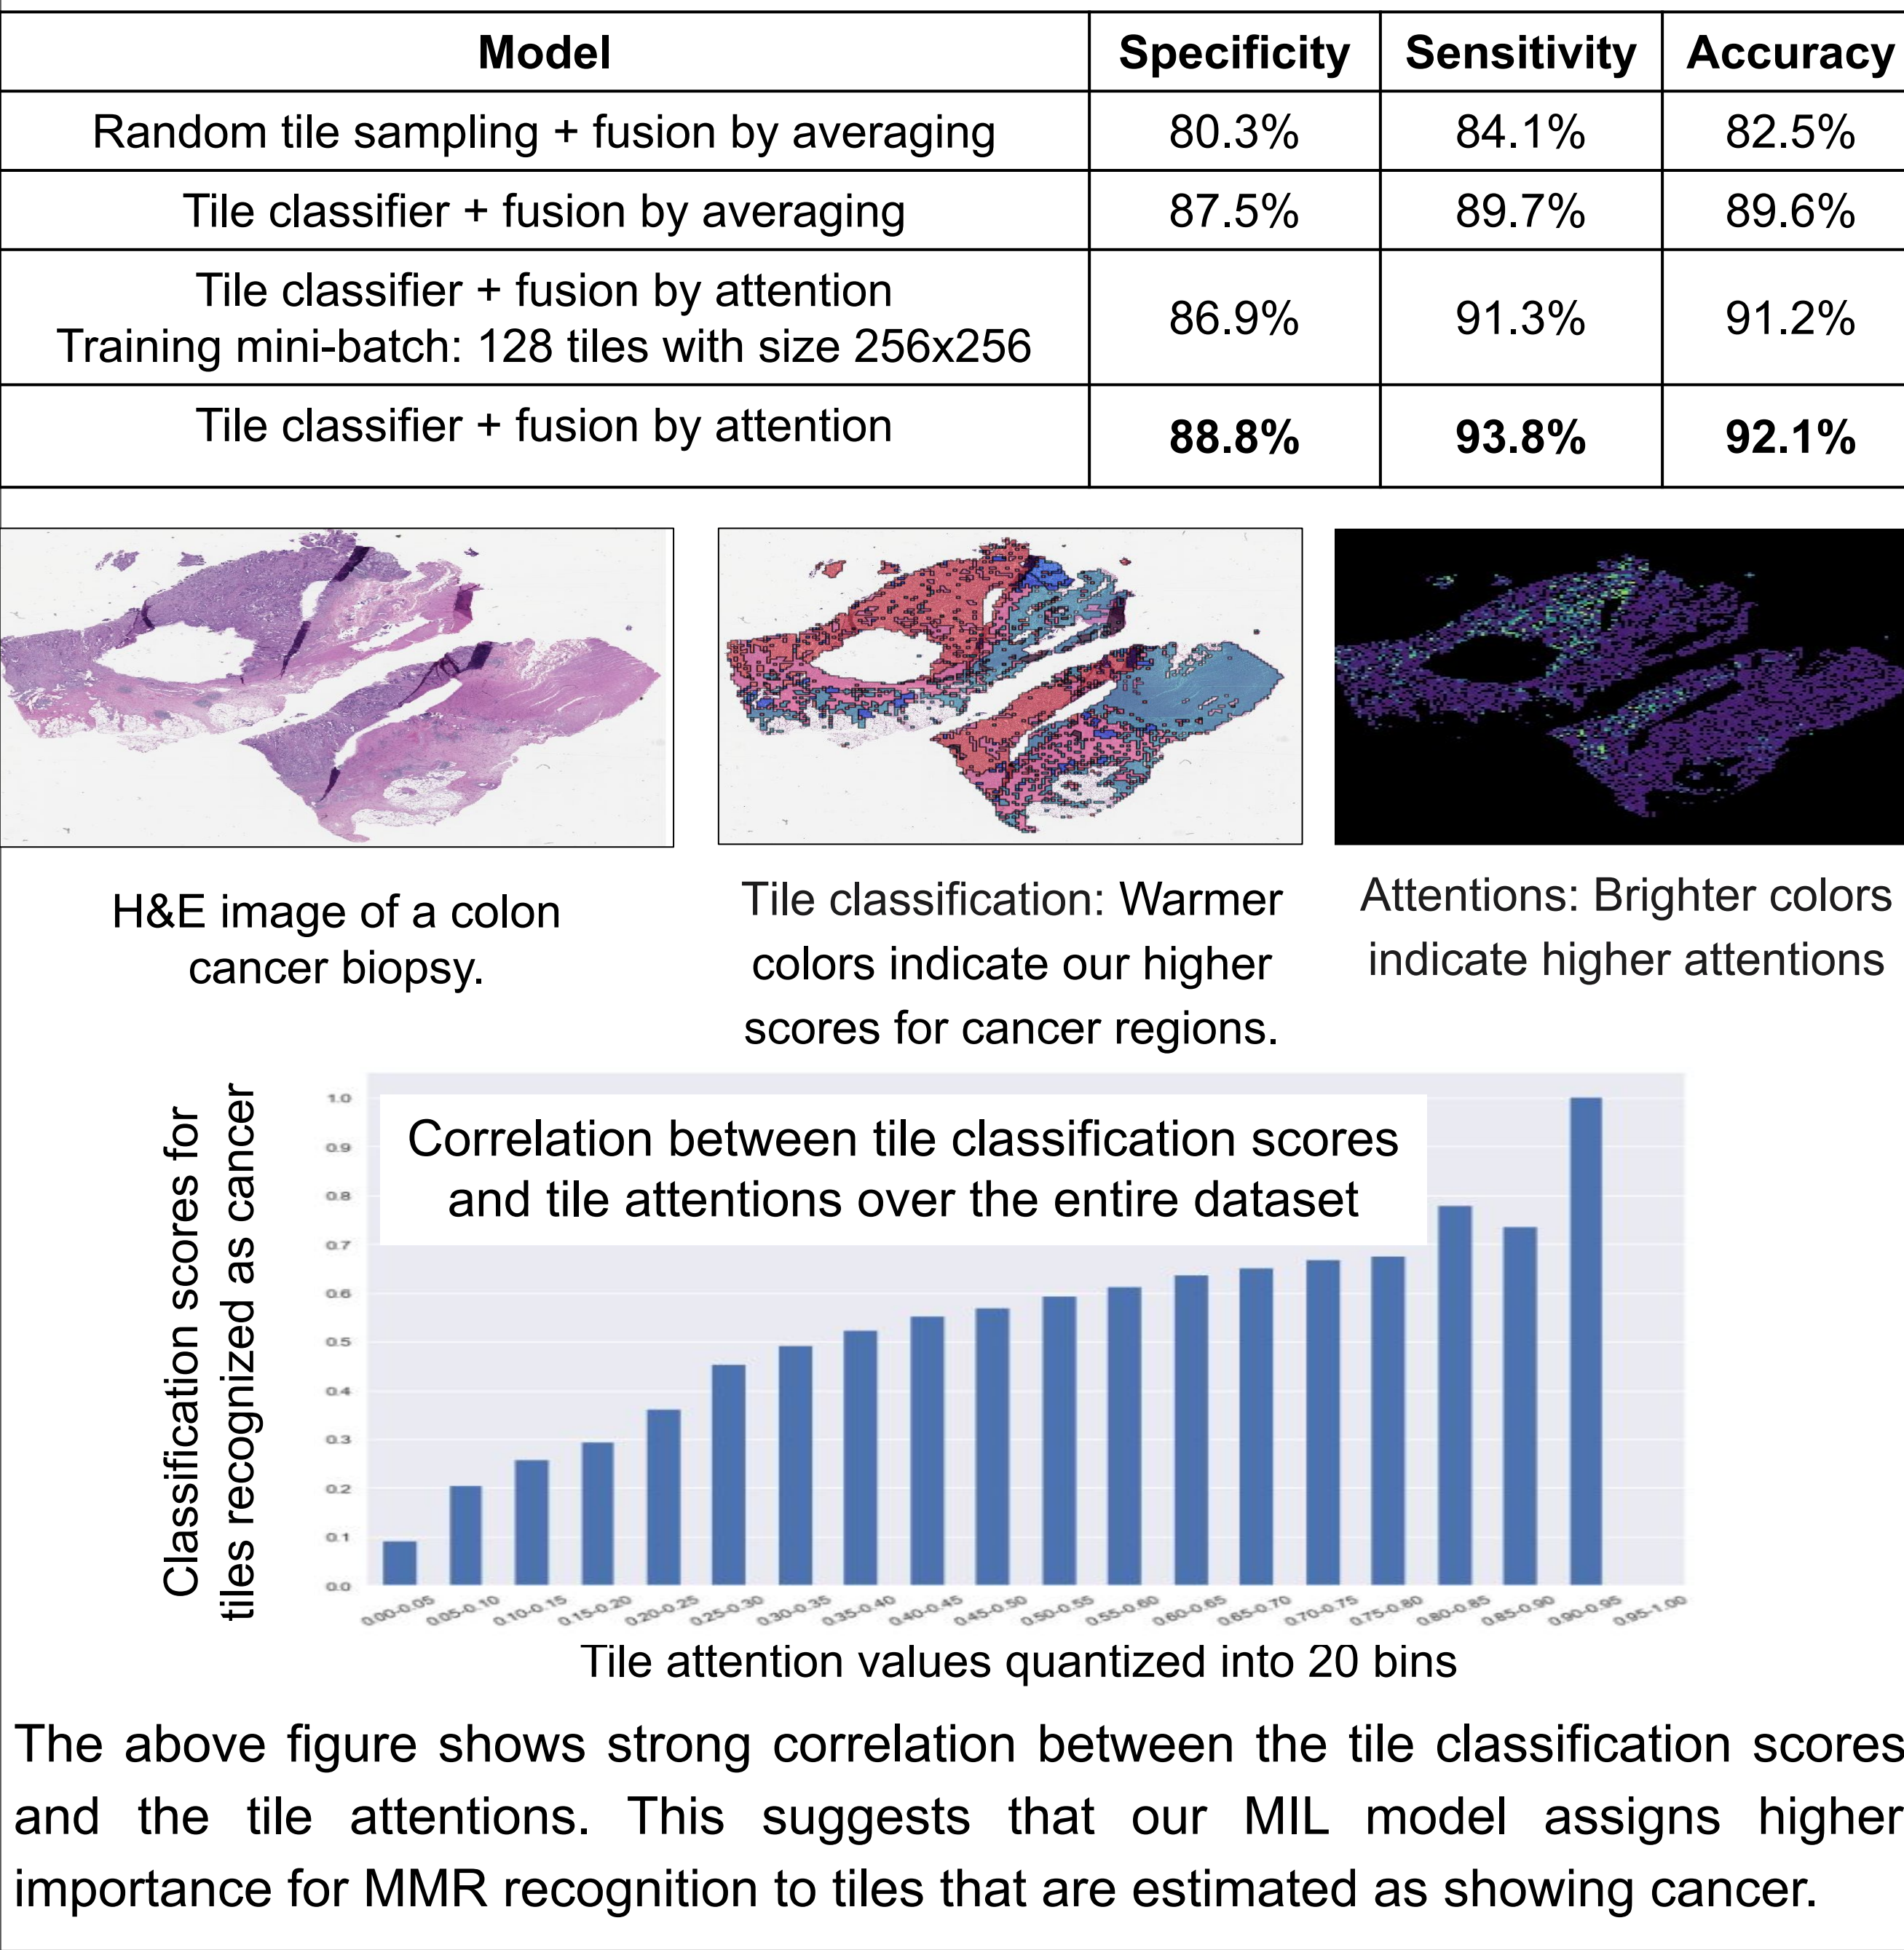 Model Specificity Sensitivity Accuracy
Random tile sampling + fusion by averaging 80.3% 84.1% 82.5%
Tile classifier + fusion by averaging 87.5% 89.7% 89.6%
Tile classifier + fusion by attention
Training mini-batch: 128 tiles with size 256x256 86.9% 91.3% 91.2%
Tile classifier + fusion by attention 88.8% 93.8% 92.1%
H&E image of a colon
cancer biopsy.
Tile classification: Warmer
colors indicate our higher
scores for cancer regions.
Attentions: Brighter colors
indicate higher attentions
Classification scores for
tiles recognized as cancer
Correlation between tile classification scores
and tile attentions over the entire dataset
1.0
0.9
0.8
0.7
0.6
0.5
0.4
0.3
0.2
0.1
0.0
0.00-0.05 0.05-0.10 0.10-0.15 0.15-0.20 0.20-0.25 0.25-0.30 0.30-0.35 0.35-0.40 0.40-0.45 0.45-0.50 0.50-0.55 0.55-0.60 0.60-0.65 0.65-0.70 0.70-0.75 0.75-0.80 0.80-0.85 0.85-0.90 0.90-0.95 0.95-1.00
Tile attention values quantized into 20 bins
The above figure shows strong correlation between the tile classification scores
and the tile attentions. This suggests that our MIL model assigns higher
importance for MMR recognition to tiles that are estimated as showing cancer.